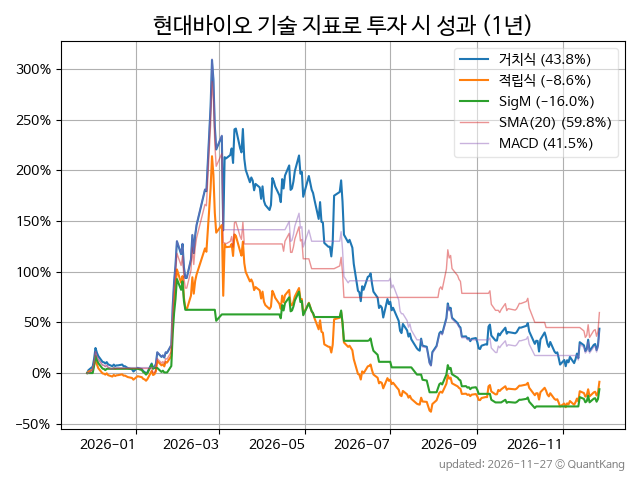 현대바이오 기술 지표로 투자 시 성과 (1년)
거치식 (43.8%)
적립식 (−8.6%)
SigM (−16.0%)
SMA(20) (59.8%)
MACD (41.5%)
300%
250%
200%
150%
100%
50%
0%
−50%
2026-01
2026-03
2026-05
2026-07
2026-09
2026-11
updated: 2026-11-27 © QuantKang